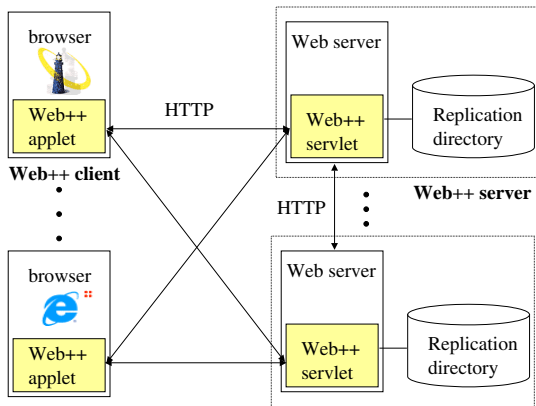 browser
Web++
applet
Web++ client
HTTP
Web server
Web++
servlet
Replication
directory
Web++ server
HTTP
browser
Web++
applet
Web server
Web++
servlet
Replication
directory